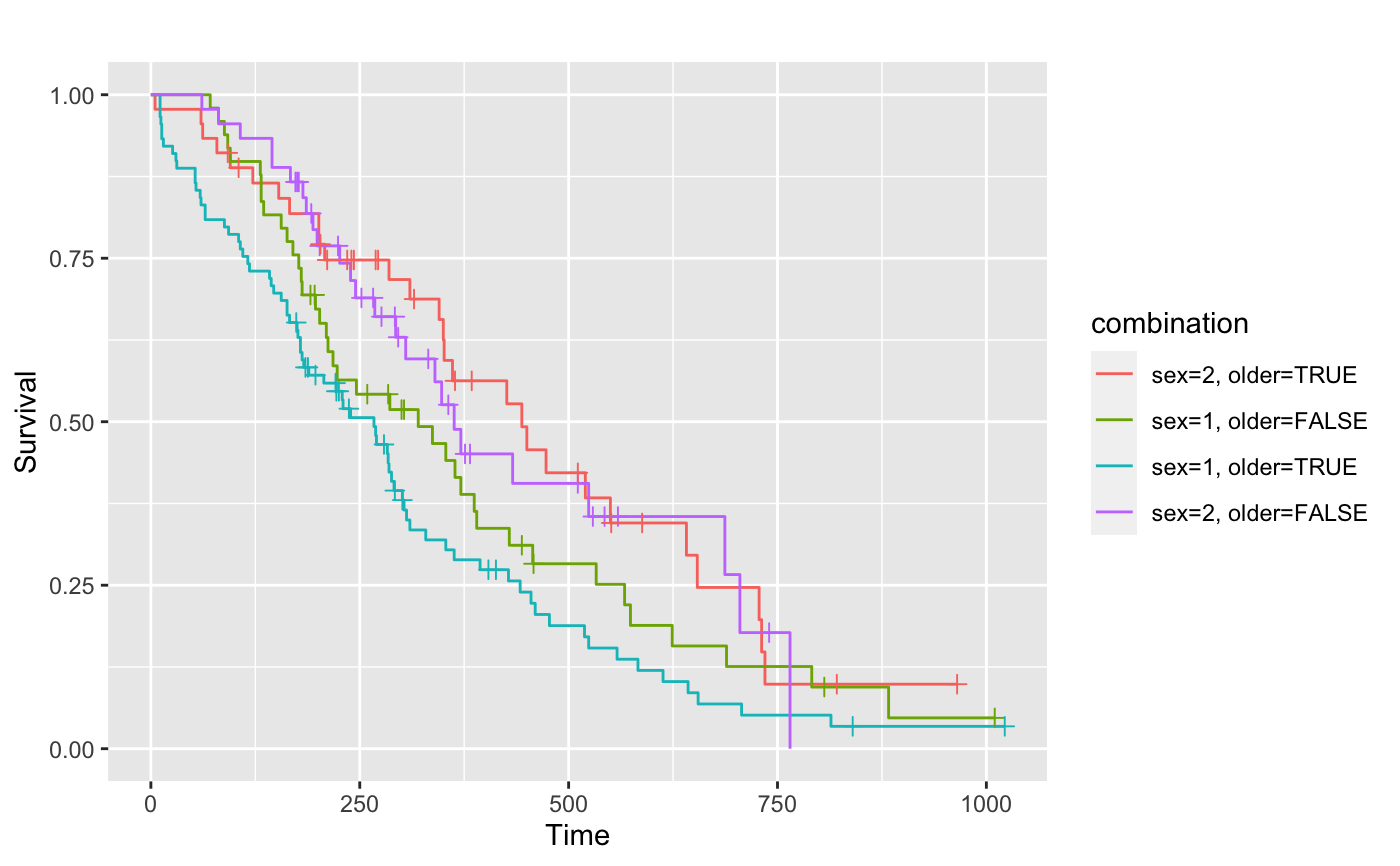 1.00
0.75
0.50
0.25
0.00
Survival
0
250
500
750
1000
Time
combination
sex=2, older=TRUE
sex=1, older=FALSE
sex=1, older=TRUE
sex=2, older=FALSE